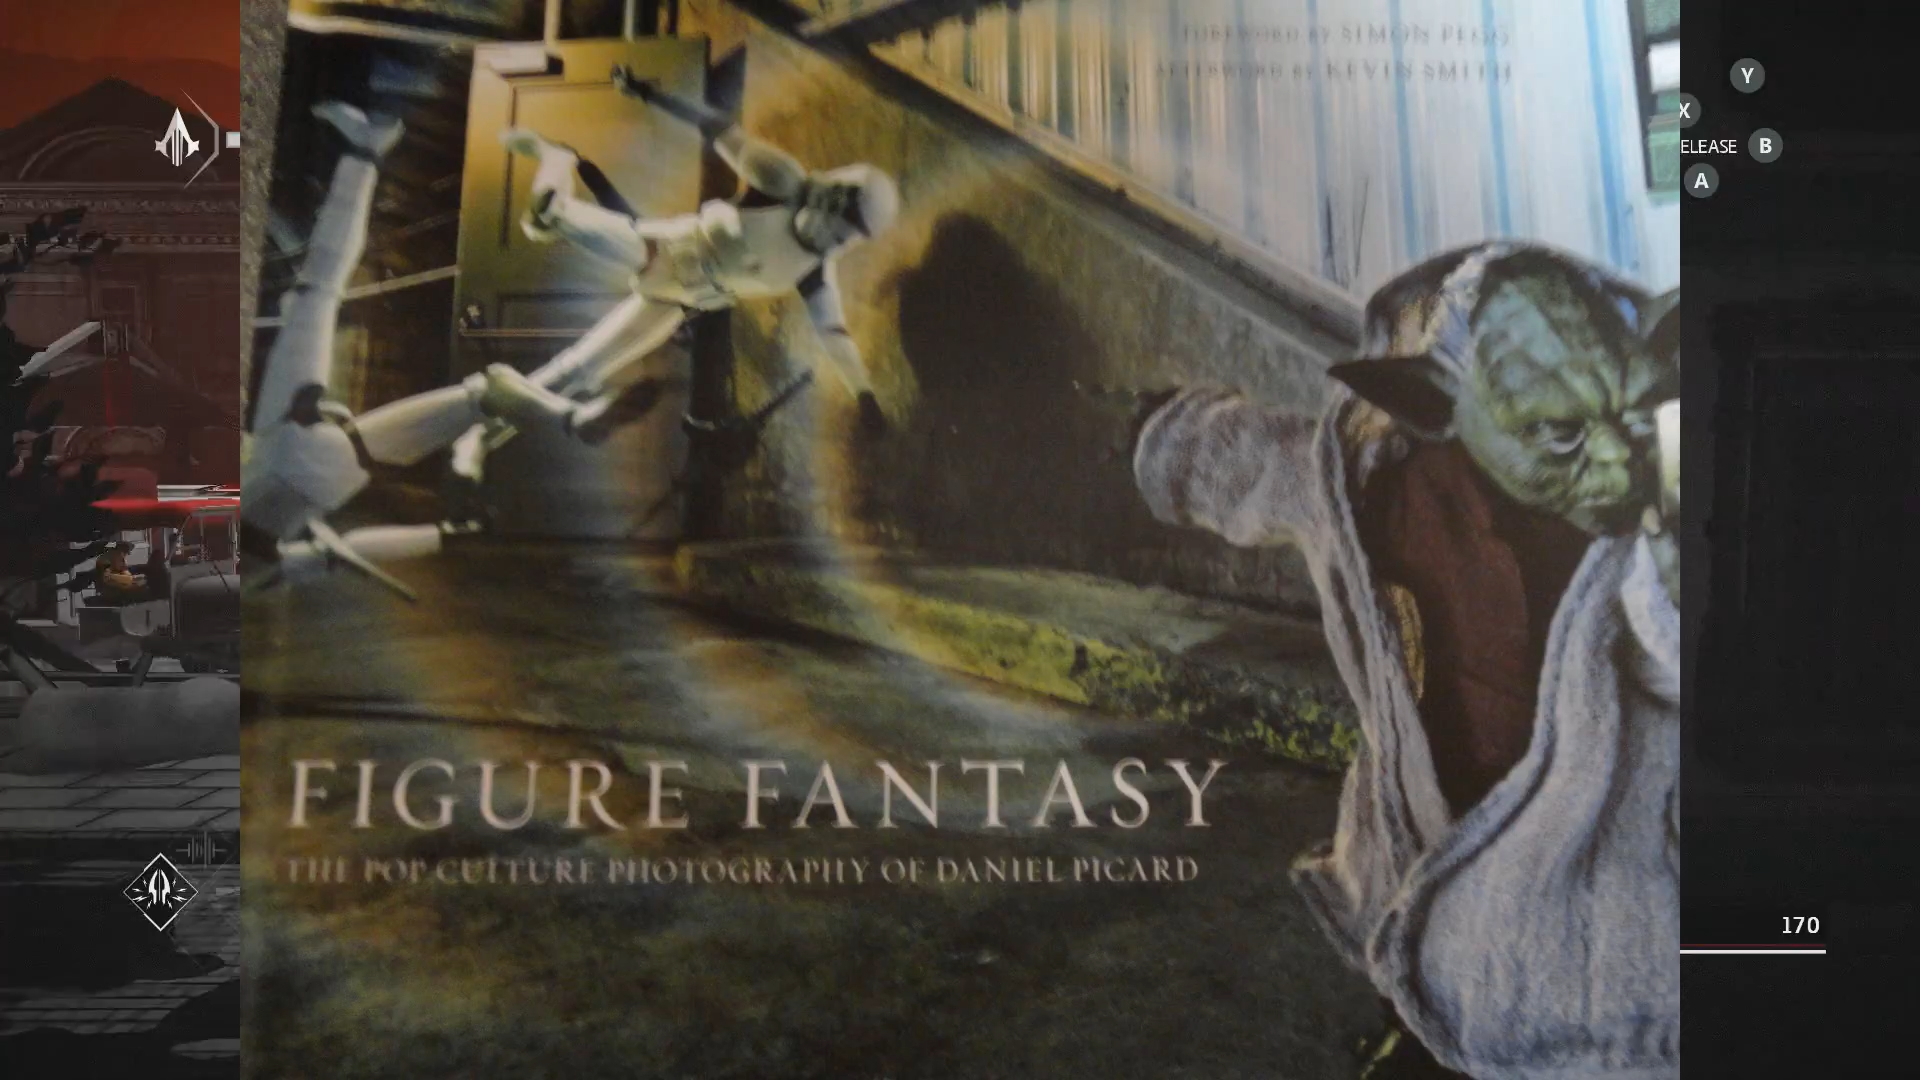 FOREWORD BY SIMON PEGG
AFTERWORD BY KEVIN SMITH
Y
X
ELEASE B
A
FIGURE FANTASY
THE POP CULTURE PHOTOGRAPHY OF DANIEL PICARD
170